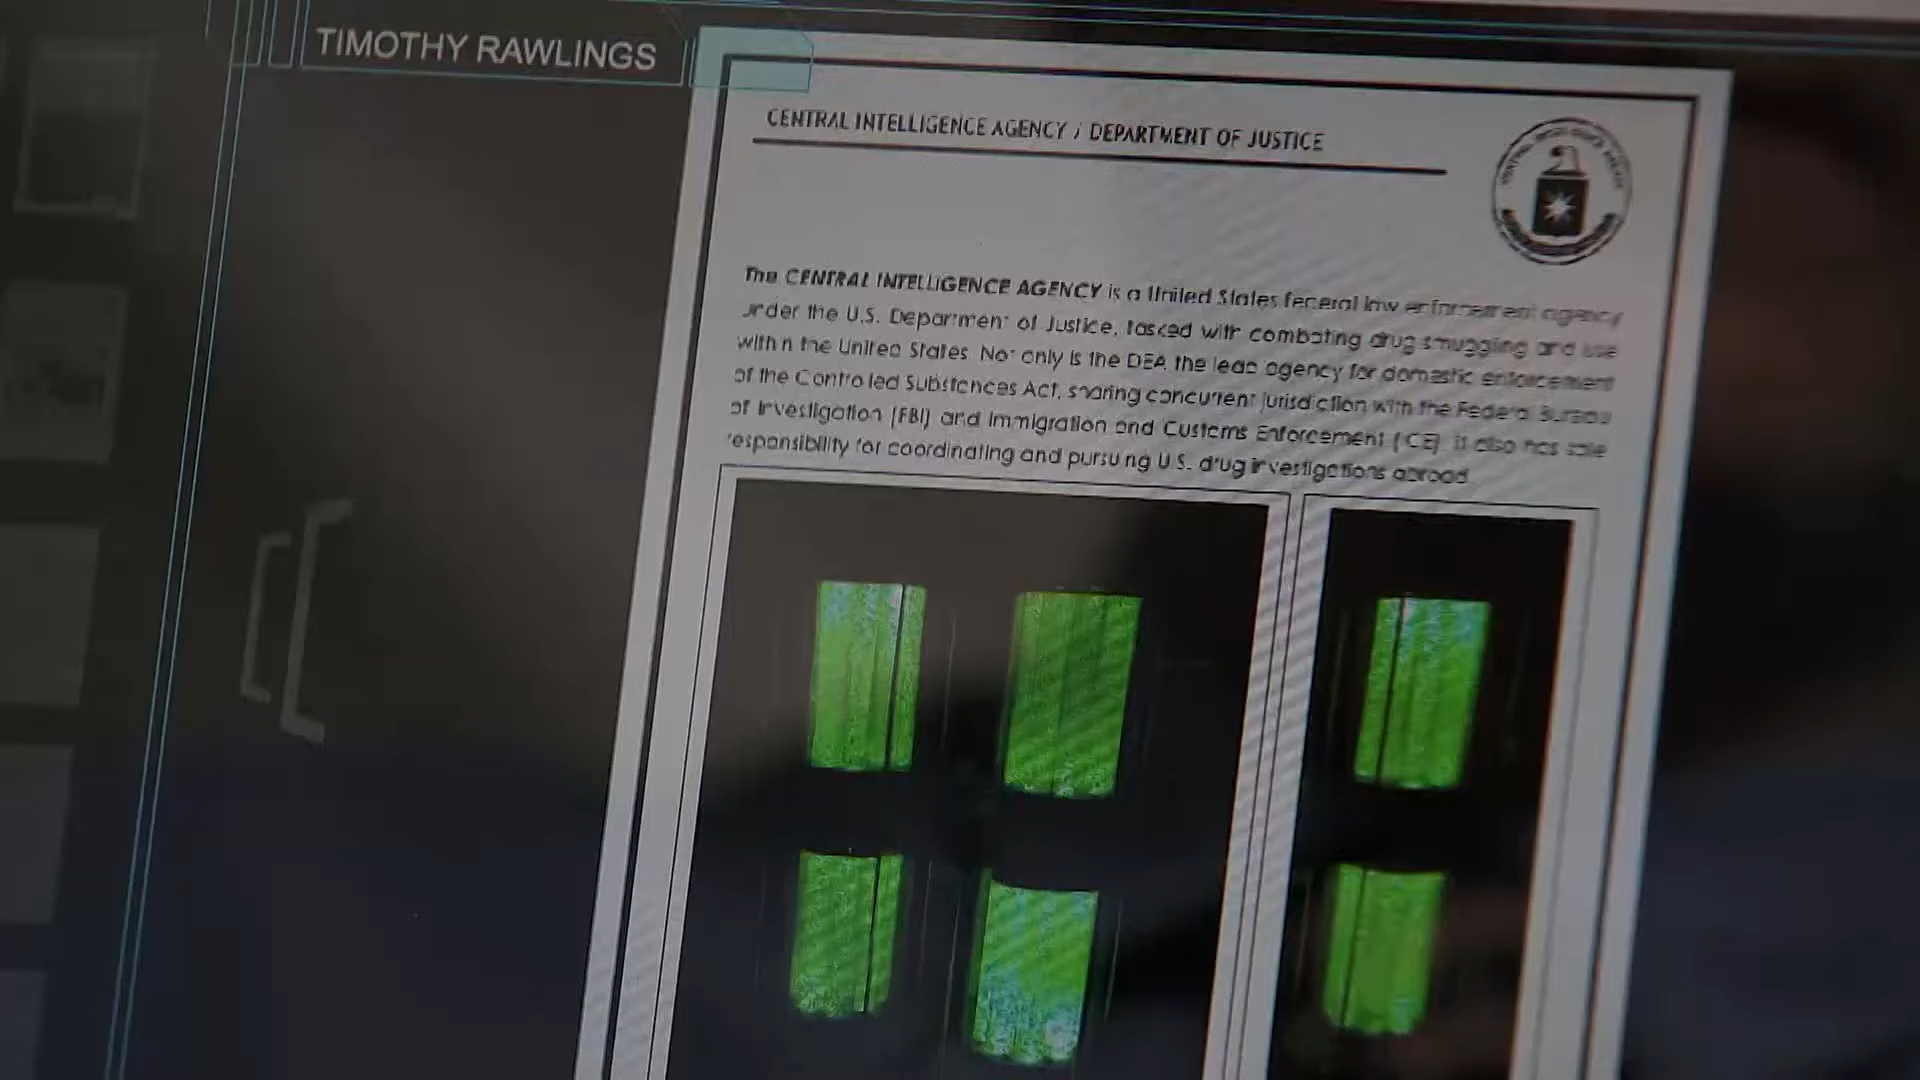 TIMOTHY RAWLINGS
CENTRAL INTELLIGENCE AGENCY / DEPARTMENT OF JUSTICE
The CENTRAL INTELLIGENCE AGENCY is a United States federal law enforcement agency
under the U.S. Department of Justice, tasked with combating drug smuggling and use
within the United States. Not only is the DEA the lead agency for domestic enforcement
of the Controlled Substances Act, sharing concurrent jurisdiction with the Federal Bureau
of Investigation (FBI) and Immigration and Customs Enforcement (ICE), it also has sole
responsibility for coordinating and pursuing U.S. drug investigations abroad.